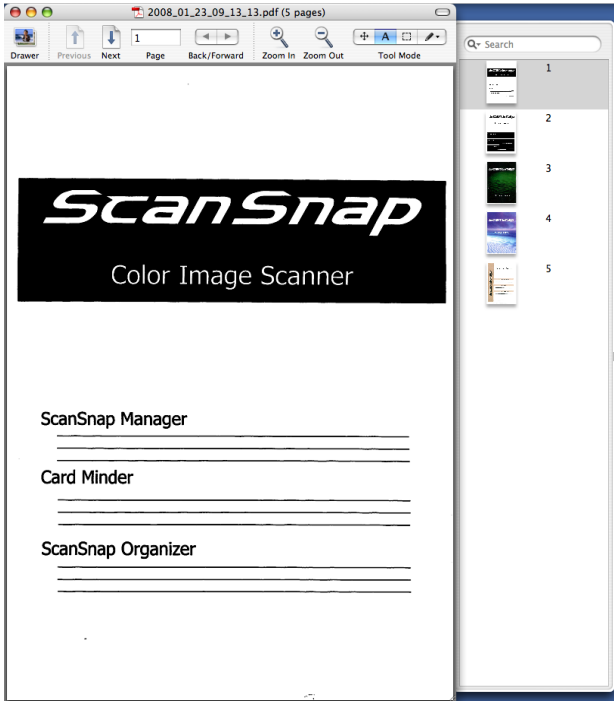 2008_01_23_09_13_13.pdf (5 pages)
1
Drawer Previous Next Page Back/Forward Zoom In Zoom Out Tool Mode
A
Search
ScanSnap
Color Image Scanner
ScanSnap Manager
Card Minder
ScanSnap Organizer
1
2
3
4
5